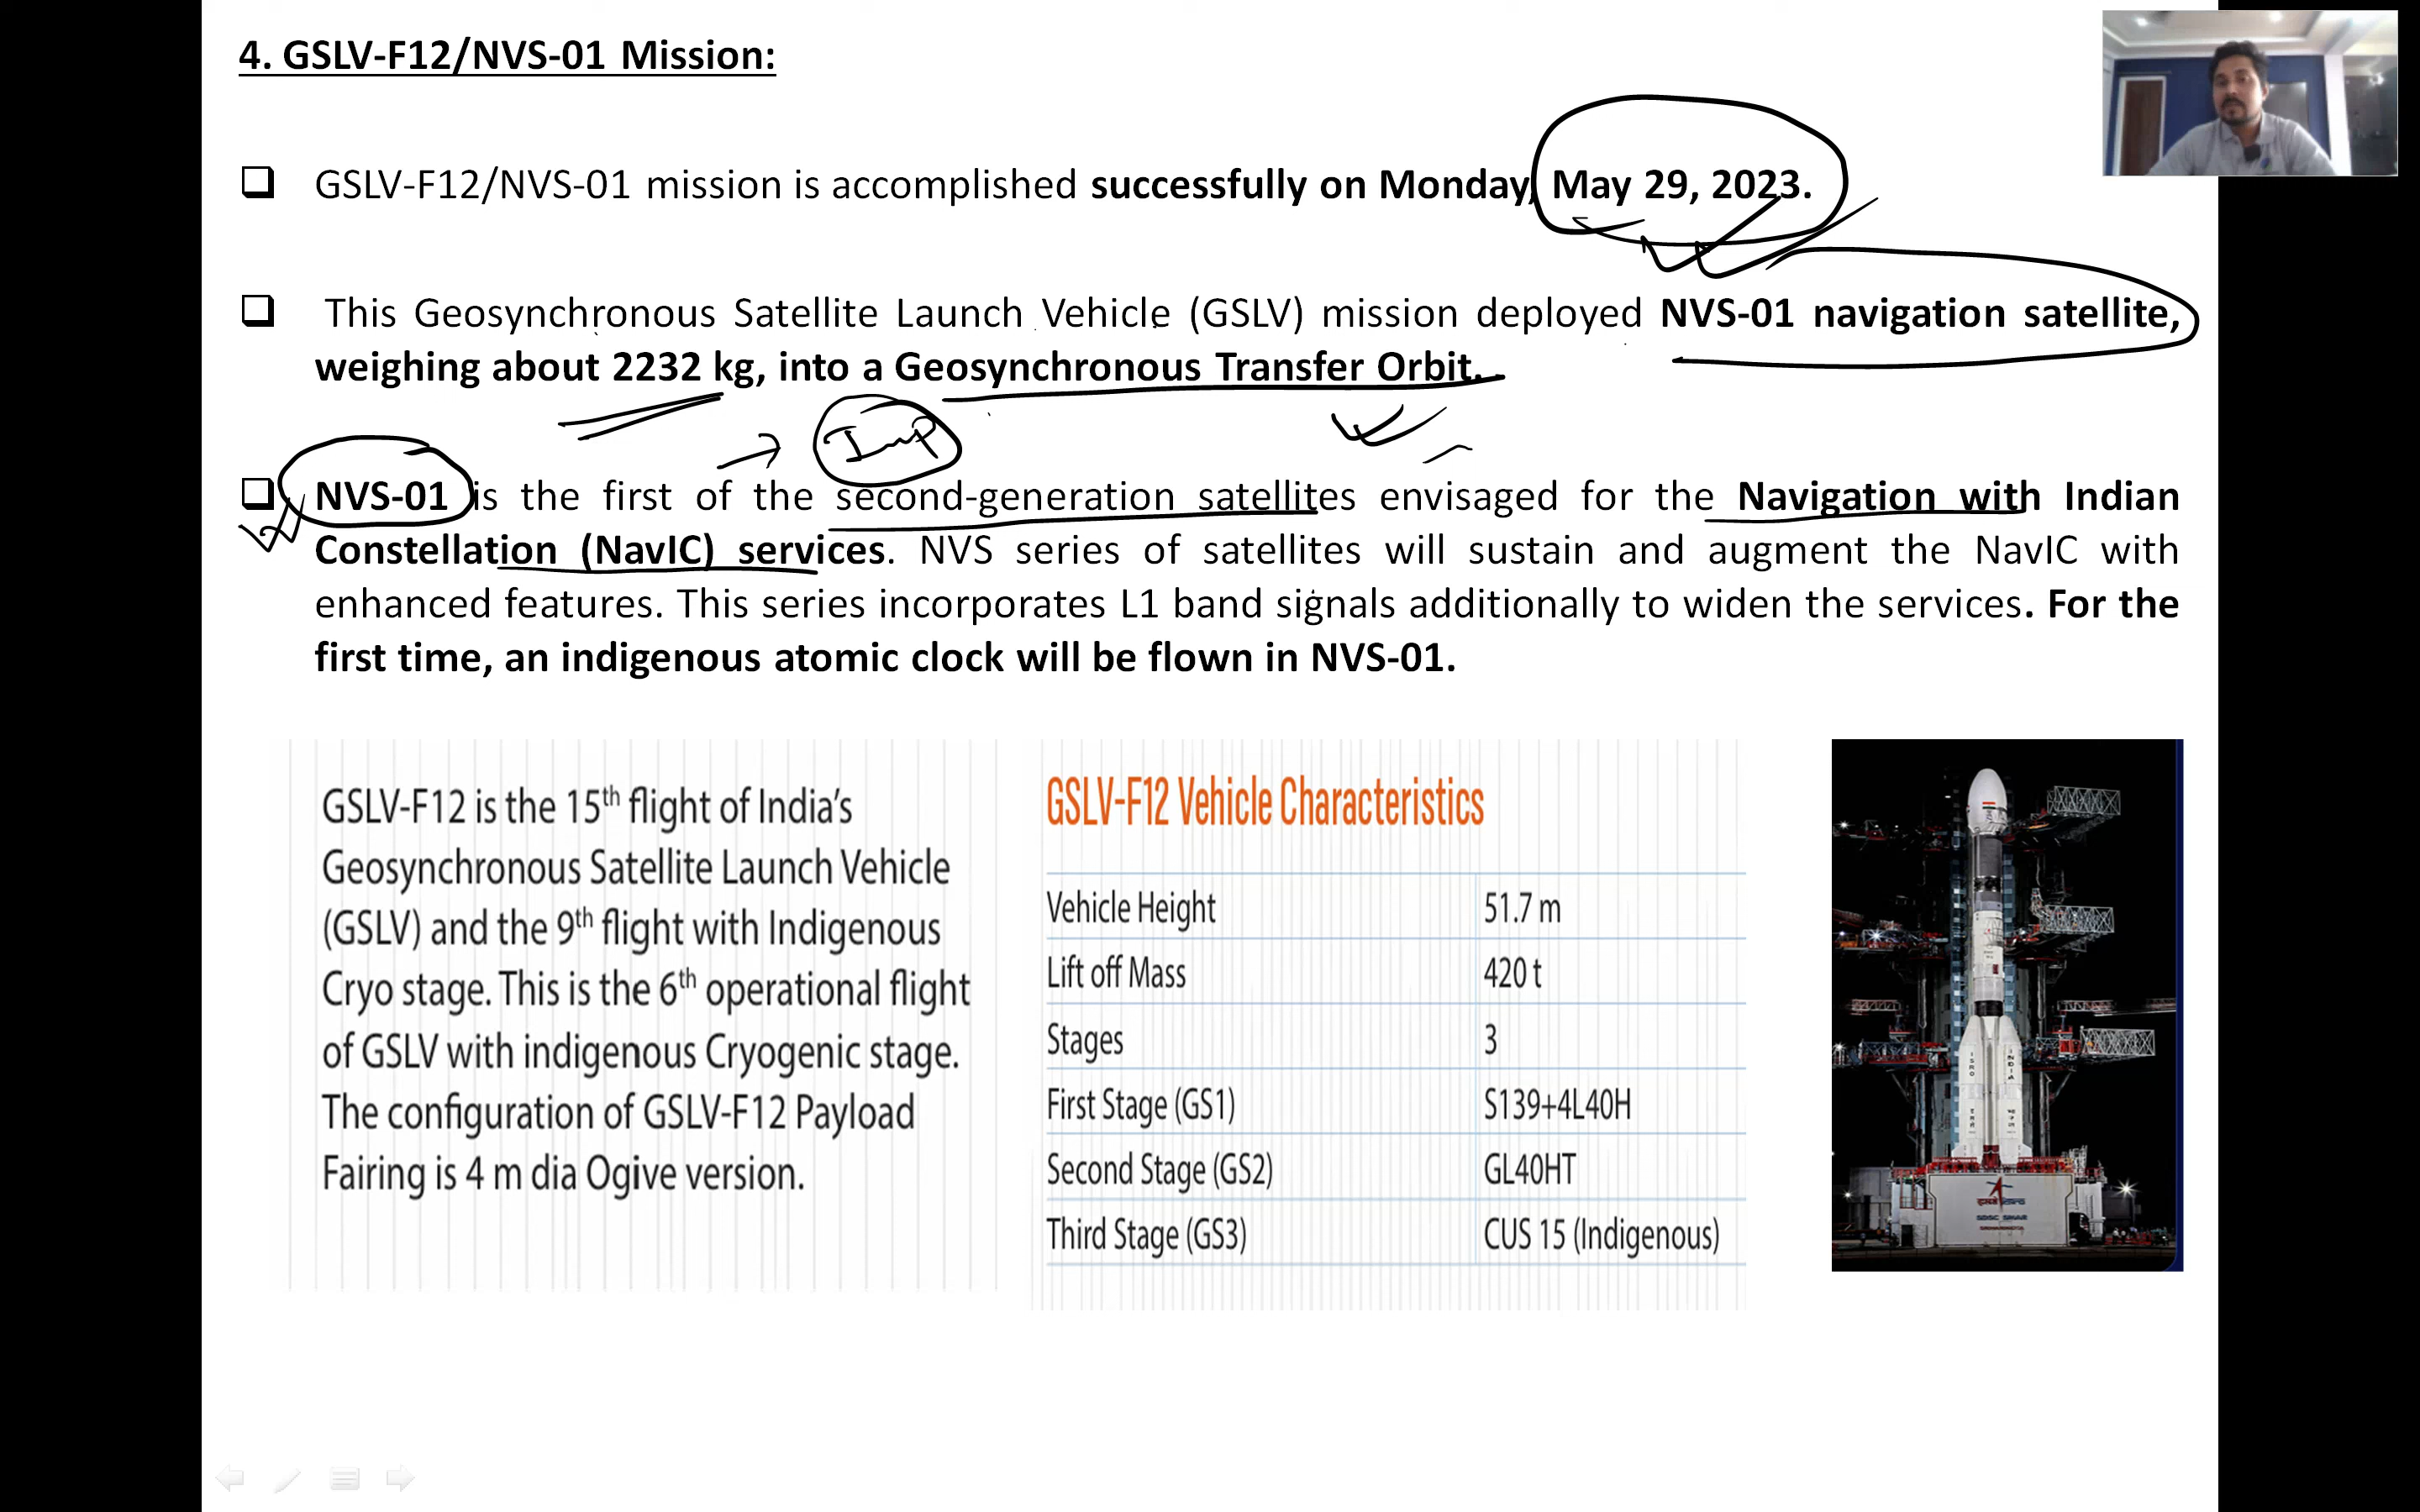 4. GSLV-F12/NVS-01 Mission:
GSLV-F12/NVS-01 mission is accomplished successfully on Monday, May 29, 2023.
This Geosynchronous Satellite Launch Vehicle (GSLV) mission deployed NVS-01 navigation satellite,
weighing about 2232 kg, into a Geosynchronous Transfer Orbit.
Imp
NVS-01 is the first of the second-generation satellites envisaged for the Navigation with Indian
Constellation (NavIC) services. NVS series of satellites will sustain and augment the NavIC with
enhanced features. This series incorporates L1 band signals additionally to widen the services. For the
first time, an indigenous atomic clock will be flown in NVS-01.
GSLV-F12 is the 15th flight of India's
Geosynchronous Satellite Launch Vehicle
(GSLV) and the 9th flight with Indigenous
Cryo stage. This is the 6th operational flight
of GSLV with indigenous Cryogenic stage.
The configuration of GSLV-F12 Payload
Fairing is 4 m dia Ogive version.
GSLV-F12 Vehicle Characteristics
Vehicle Height 51.7 m
Lift off Mass 420 t
Stages 3
First Stage (GS1) S139+4L40H
Second Stage (GS2) GL40HT
Third Stage (GS3) CUS 15 (Indigenous)
ISRO
INDIA
SDSC SHAR